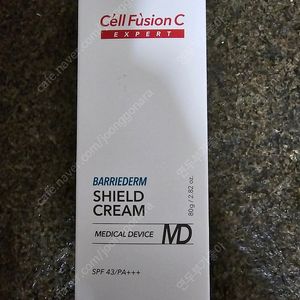 Cell Fùsion C
EXPERT
BARRIEDERM
SHIELD
CREAM
80g / 2.82 oz.
MEDICAL DEVICE MD
SPF 43/PA+++
cafe.naver.com/joonggonara